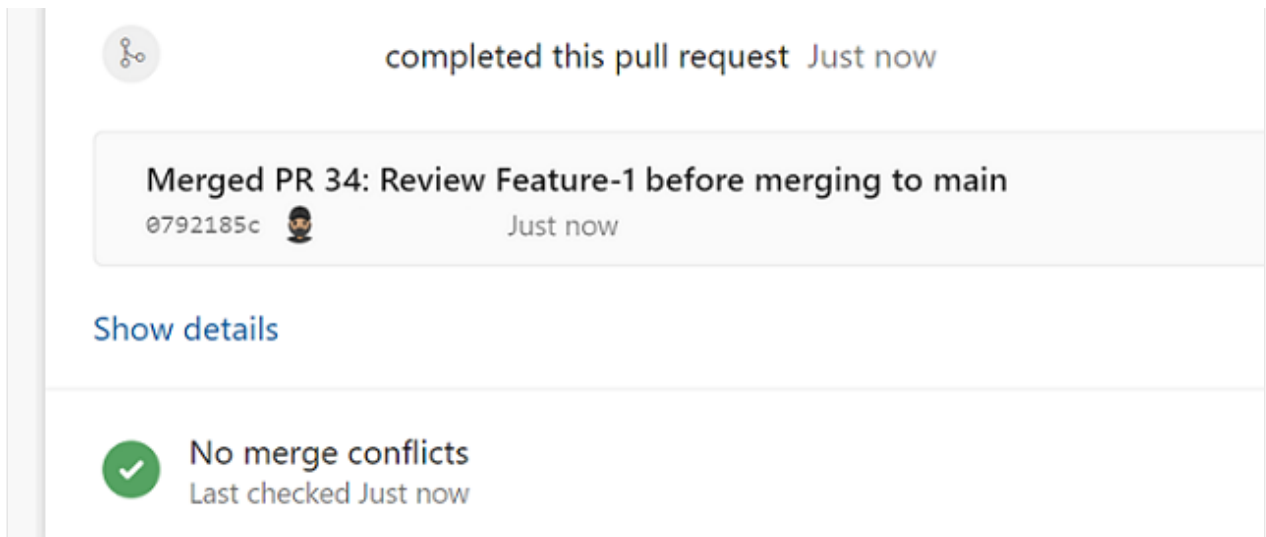 completed this pull request Just now
Merged PR 34: Review Feature-1 before merging to main
0792185c Just now
Show details
No merge conflicts
Last checked Just now